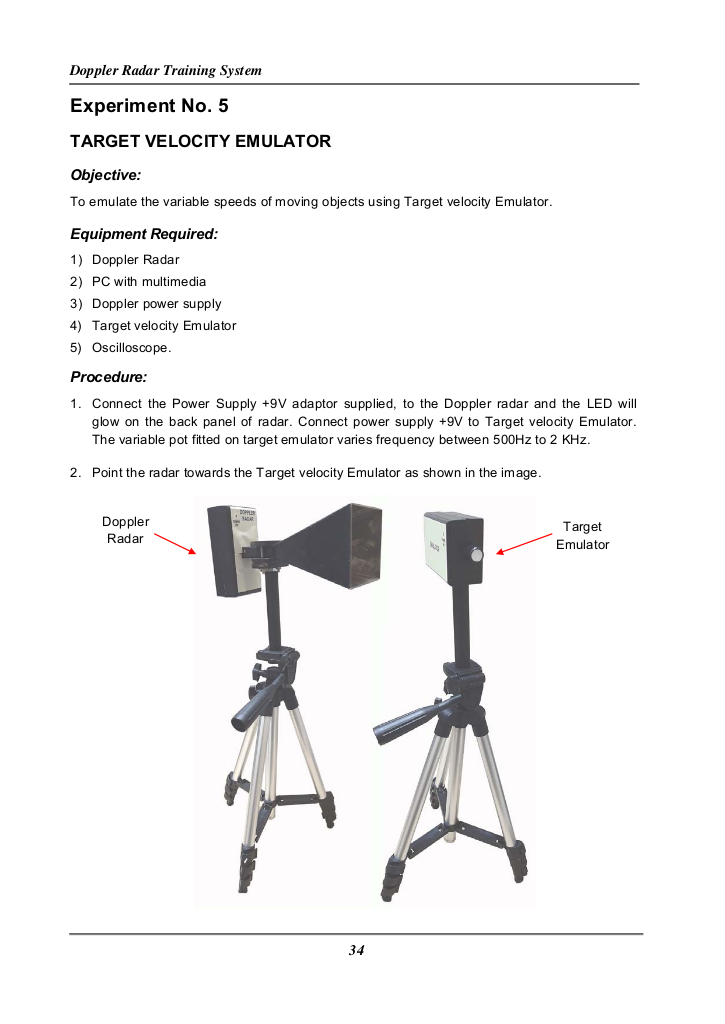 Doppler Radar Training System
Experiment No. 5
TARGET VELOCITY EMULATOR
Objective:
To emulate the variable speeds of moving objects using Target velocity Emulator.
Equipment Required:
1) Doppler Radar
2) PC with multimedia
3) Doppler power supply
4) Target velocity Emulator
5) Oscilloscope.
Procedure:
1. Connect the Power Supply +9V adaptor supplied, to the Doppler radar and the LED will
glow on the back panel of radar. Connect power supply +9V to Target velocity Emulator.
The variable pot fitted on target emulator varies frequency between 500Hz to 2 KHz.
2. Point the radar towards the Target velocity Emulator as shown in the image.
Doppler
Radar
DOPPLER
RADAR
Target
Emulator
34